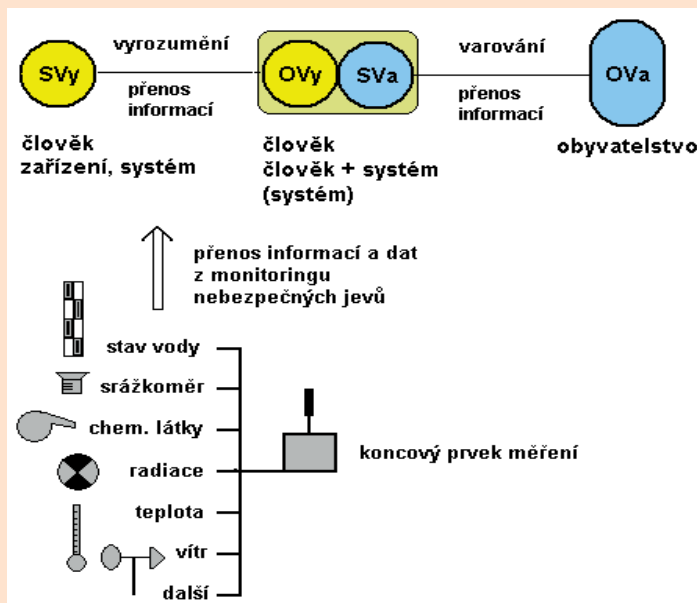 vyrozumění
varování
SVy
OVy
SVa
OVa
přenos
informací
přenos
informací
člověk
zařízení, systém
člověk
člověk + systém
(systém)
obyvatelstvo
přenos informací a dat
z monitoringu
nebezpečných jevů
stav vody
srážkoměr
chem. látky
radiace
teplota
vítr
další
koncový prvek měření